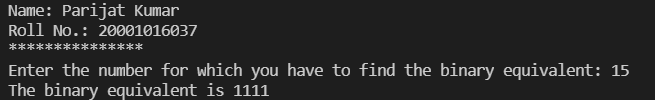 Name: Parijat Kumar
Roll No.: 20001016037
***************
Enter the number for which you have to find the binary equivalent: 15
The binary equivalent is 1111